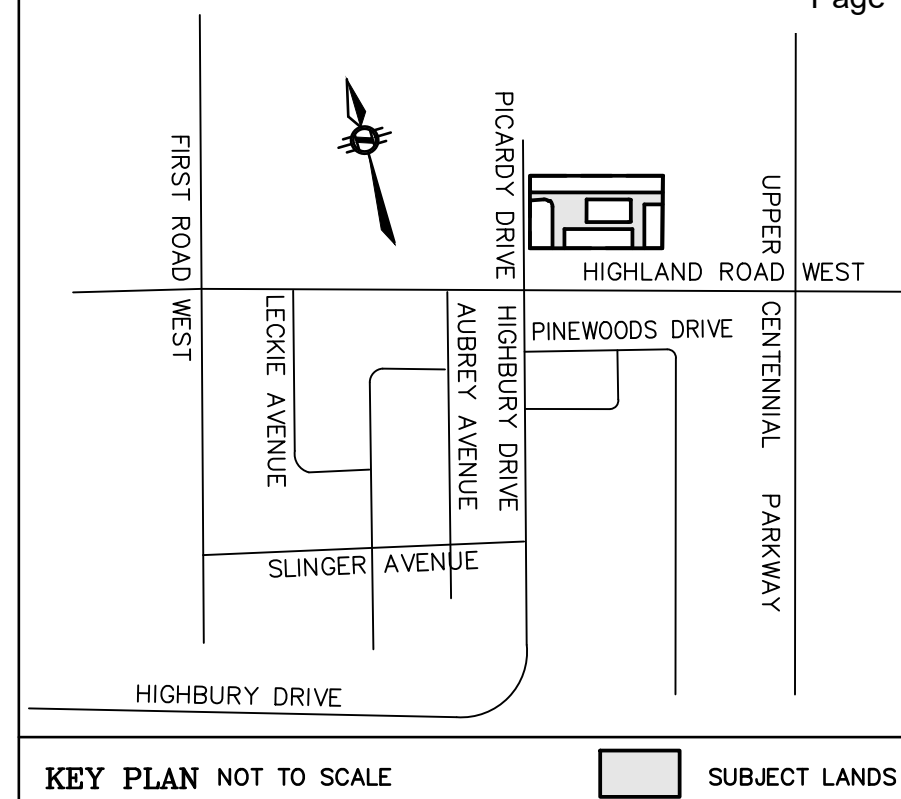 Page
FIRST ROAD WEST
PICARDY DRIVE
UPPER CENTENNIAL PARKWAY
HIGHLAND ROAD WEST
LECKIE AVENUE
AUBREY AVENUE
HIGHBURY DRIVE
PINEWOODS DRIVE
SLINGER AVENUE
HIGHBURY DRIVE
KEY PLAN NOT TO SCALE
SUBJECT LANDS